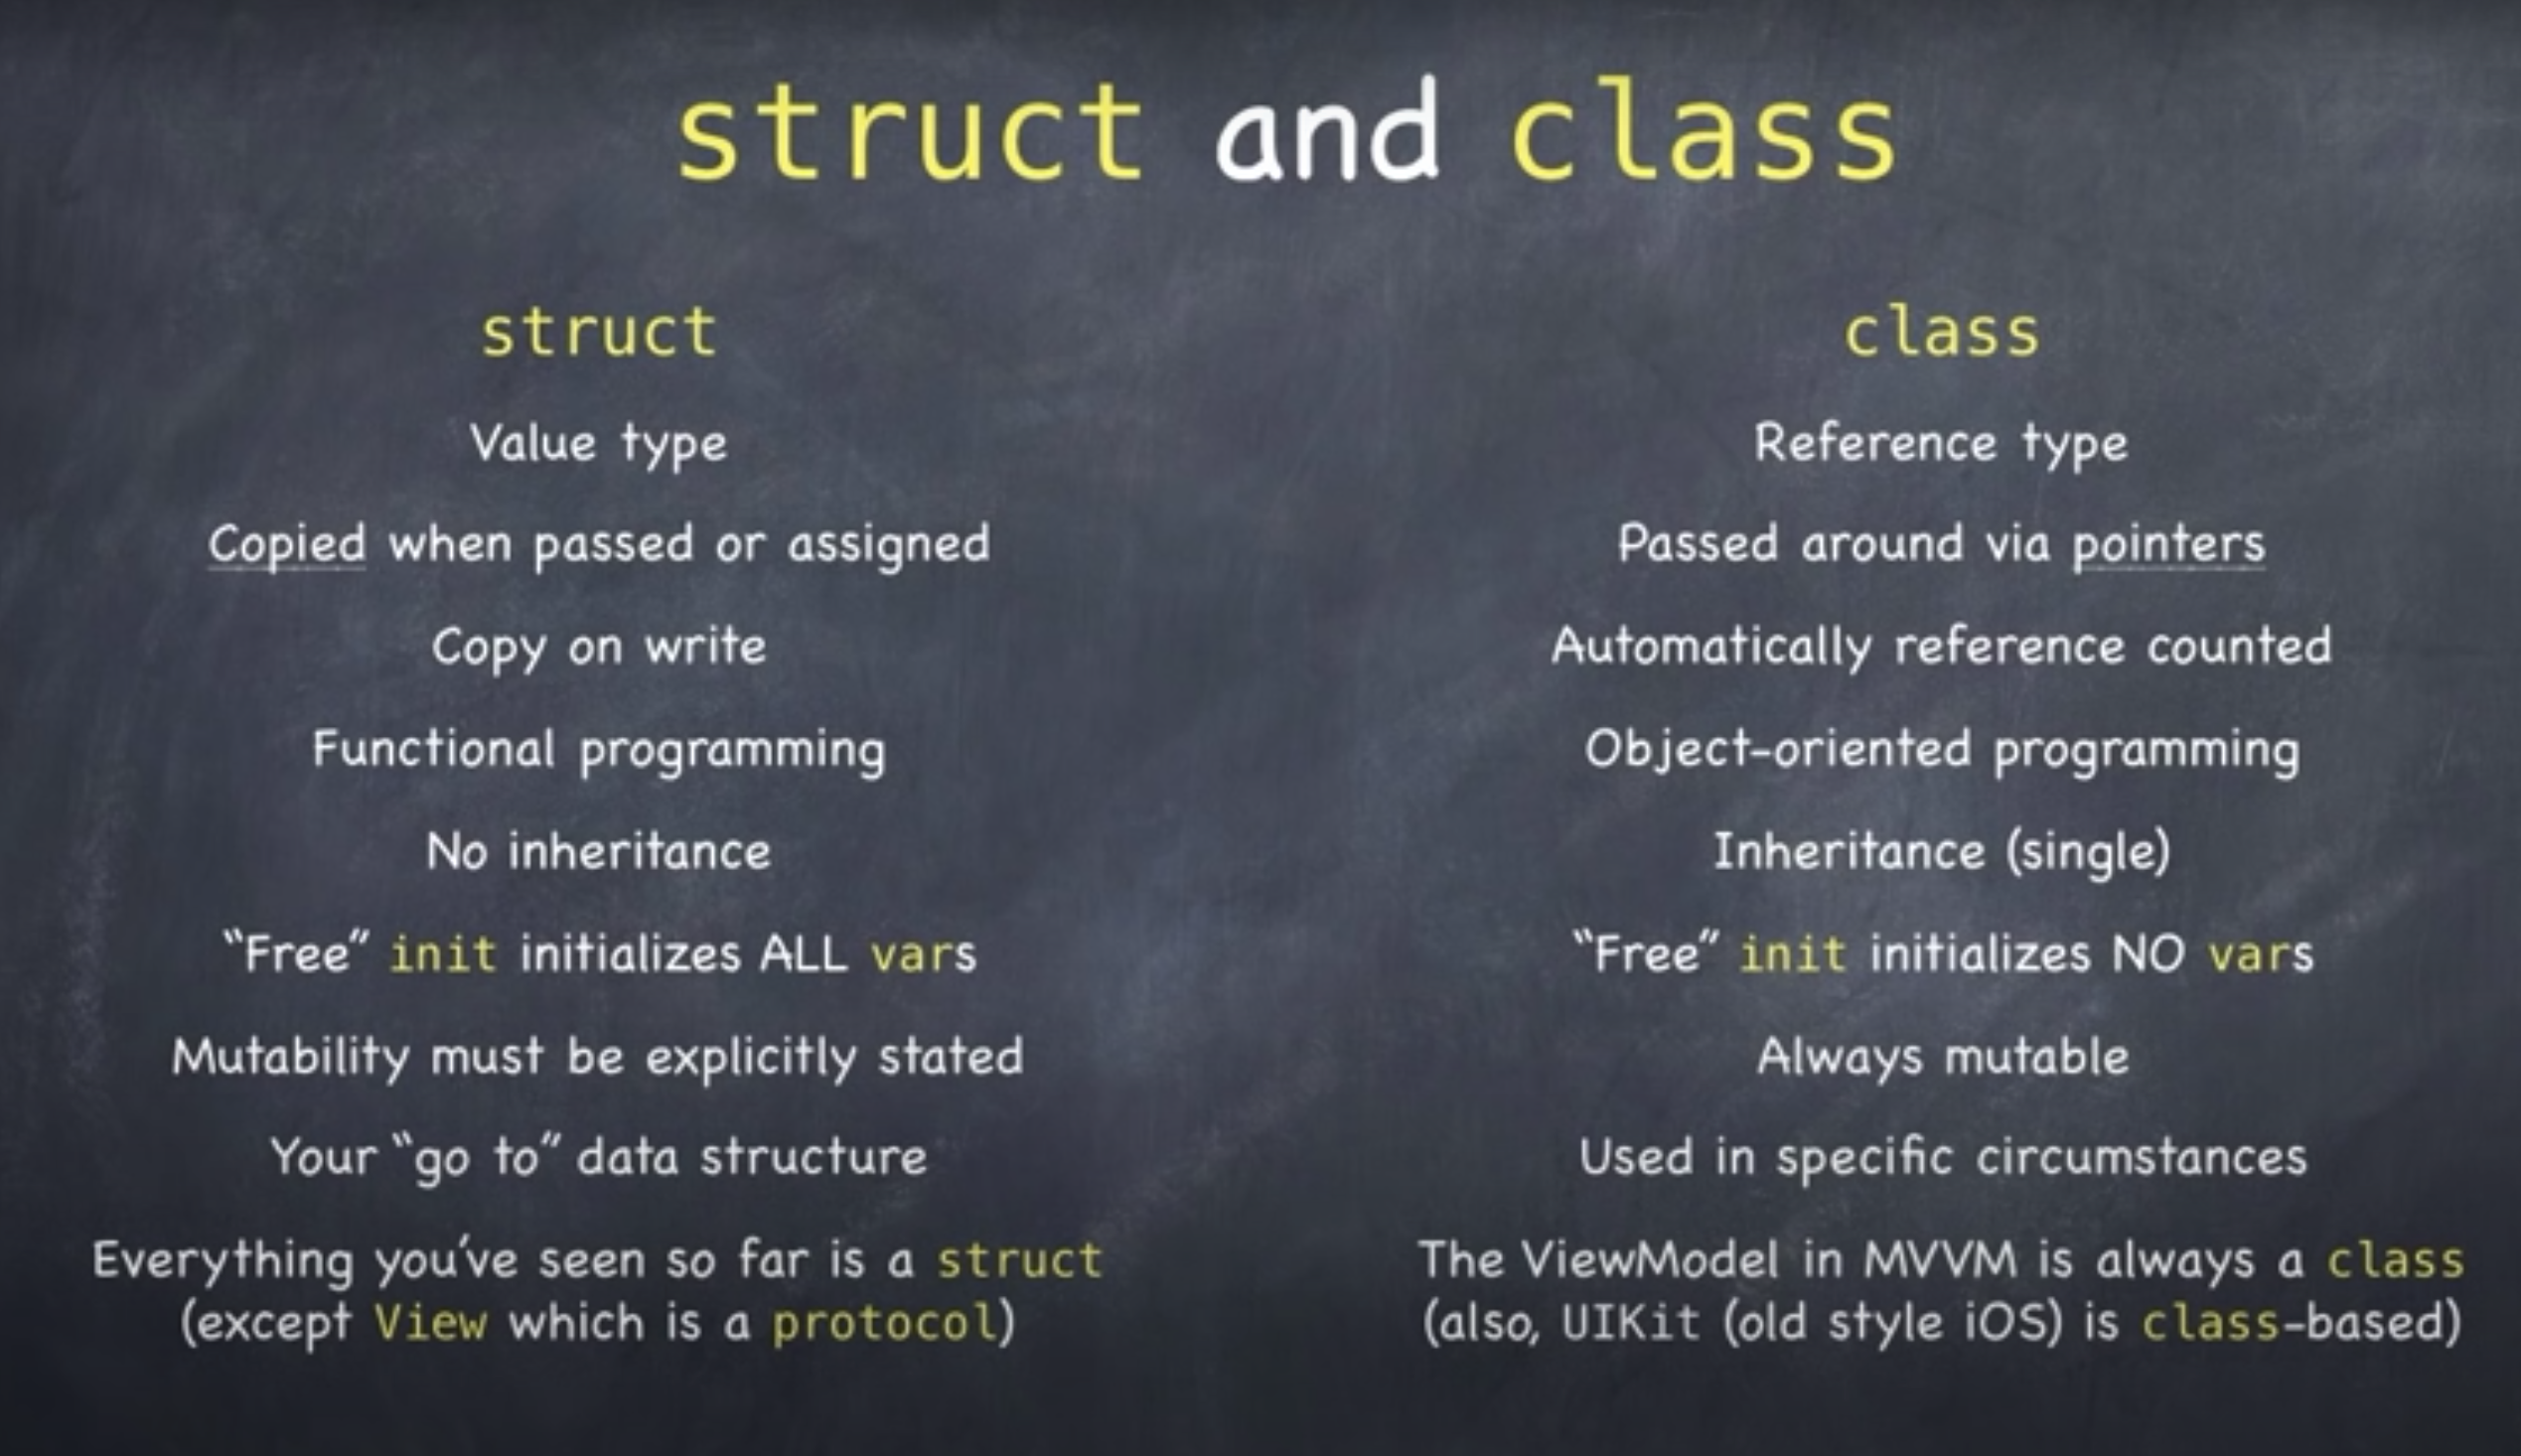 struct and class
struct
Value type
Copied when passed or assigned
Copy on write
Functional programming
No inheritance
“Free” init initializes ALL vars
Mutability must be explicitly stated
Your “go to” data structure
Everything you’ve seen so far is a struct
(except View which is a protocol)
class
Reference type
Passed around via pointers
Automatically reference counted
Object-oriented programming
Inheritance (single)
“Free” init initializes NO vars
Always mutable
Used in specific circumstances
The ViewModel in MVVM is always a class
(also, UIKit (old style iOS) is class-based)